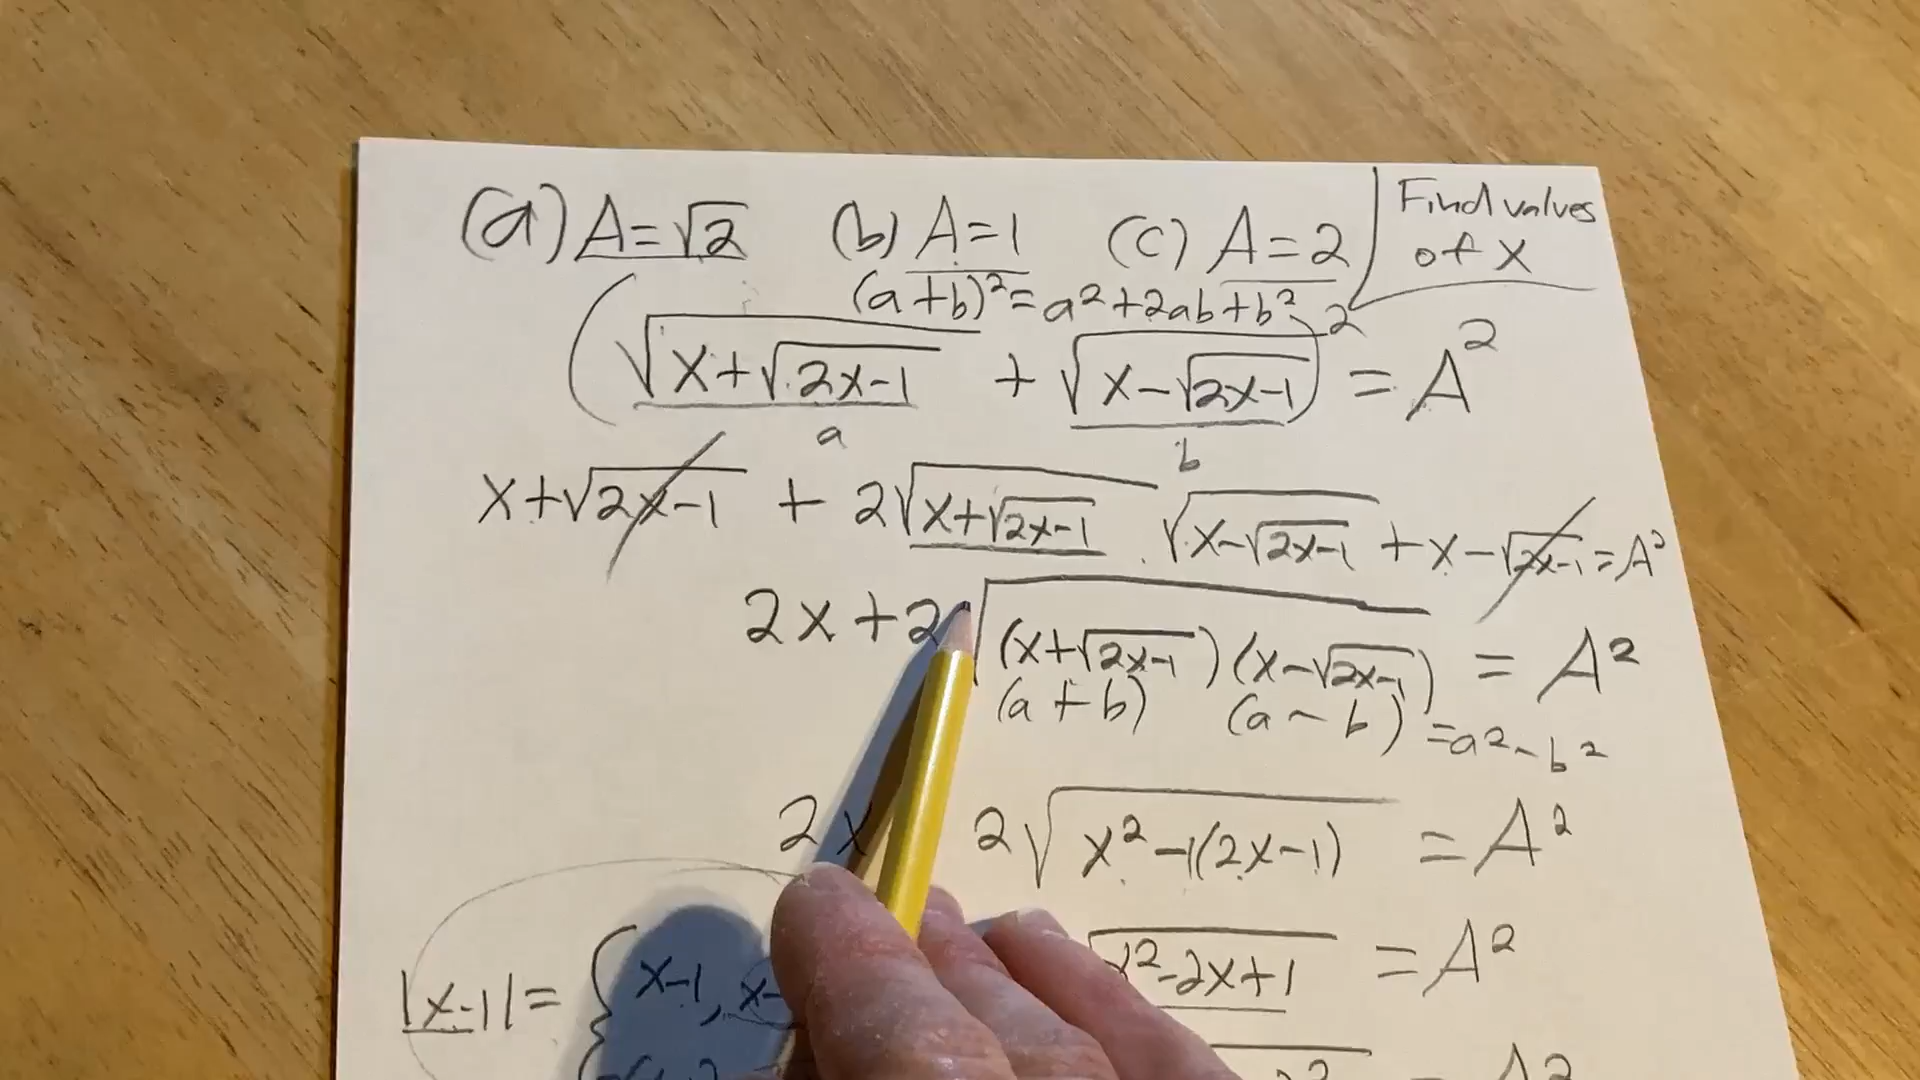 (a) A=√2 (b) A=1 (c) A=2 Find values of x
(a+b)²=a²+2ab+b²
(√(x+√(2x-1)) + √(x-√(2x-1)))² = A²
a b
x+√(2x-1) + 2√(x+√(2x-1)) · √(x-√(2x-1)) + x-√(2x-1) = A²
2x+2√((x+√(2x-1))(x-√(2x-1))) = A²
(a+b) (a-b) =a²-b²
2x 2√(x²-1(2x-1)) = A²
√(x²-2x+1) = A²
|x-1| = { x-1, x-
A²